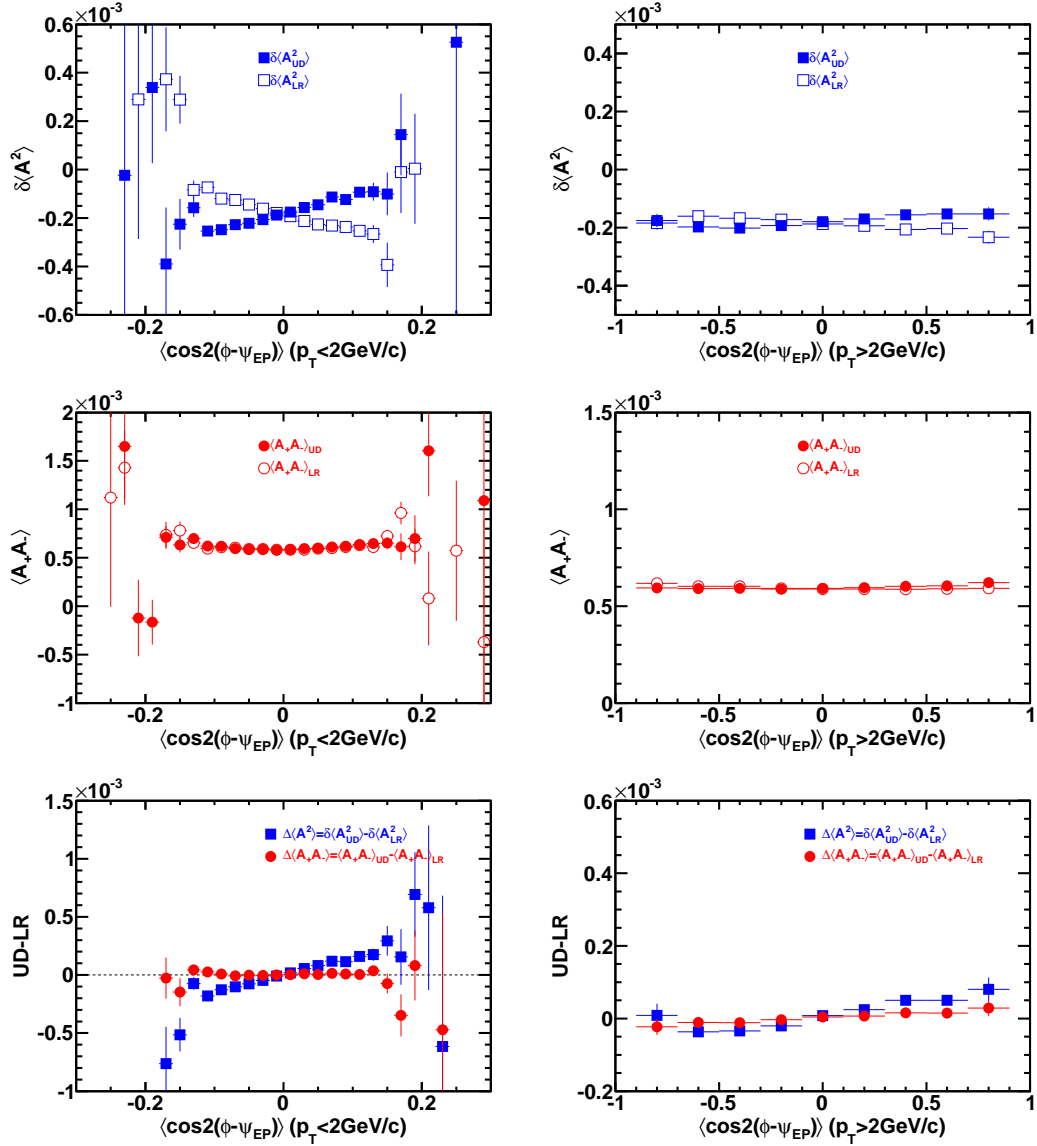 ×10⁻³
0.6
0.4
0.2
0
-0.2
-0.4
-0.6
δ⟨A²⟩
δ⟨A²_UD⟩
δ⟨A²_LR⟩
-0.2 0 0.2
⟨cos2(φ-ψ_EP)⟩ (p_T<2GeV/c)
×10⁻³
0.4
0.2
0
-0.2
-0.4
δ⟨A²⟩
δ⟨A²_UD⟩
δ⟨A²_LR⟩
-1 -0.5 0 0.5 1
⟨cos2(φ-ψ_EP)⟩ (p_T>2GeV/c)
×10⁻³
2
1.5
1
0.5
0
-0.5
-1
⟨A₊A₋⟩
⟨A₊A₋⟩_UD
⟨A₊A₋⟩_LR
-0.2 0 0.2
⟨cos2(φ-ψ_EP)⟩ (p_T<2GeV/c)
×10⁻³
1.5
1
0.5
0
⟨A₊A₋⟩
⟨A₊A₋⟩_UD
⟨A₊A₋⟩_LR
-1 -0.5 0 0.5 1
⟨cos2(φ-ψ_EP)⟩ (p_T>2GeV/c)
×10⁻³
1.5
1
0.5
0
-0.5
-1
UD-LR
Δ⟨A²⟩=δ⟨A²_UD⟩-δ⟨A²_LR⟩
Δ⟨A₊A₋⟩=⟨A₊A₋⟩_UD-⟨A₊A₋⟩_LR
-0.2 0 0.2
⟨cos2(φ-ψ_EP)⟩ (p_T<2GeV/c)
×10⁻³
0.6
0.4
0.2
0
-0.2
UD-LR
Δ⟨A²⟩=δ⟨A²_UD⟩-δ⟨A²_LR⟩
Δ⟨A₊A₋⟩=⟨A₊A₋⟩_UD-⟨A₊A₋⟩_LR
-1 -0.5 0 0.5 1
⟨cos2(φ-ψ_EP)⟩ (p_T>2GeV/c)